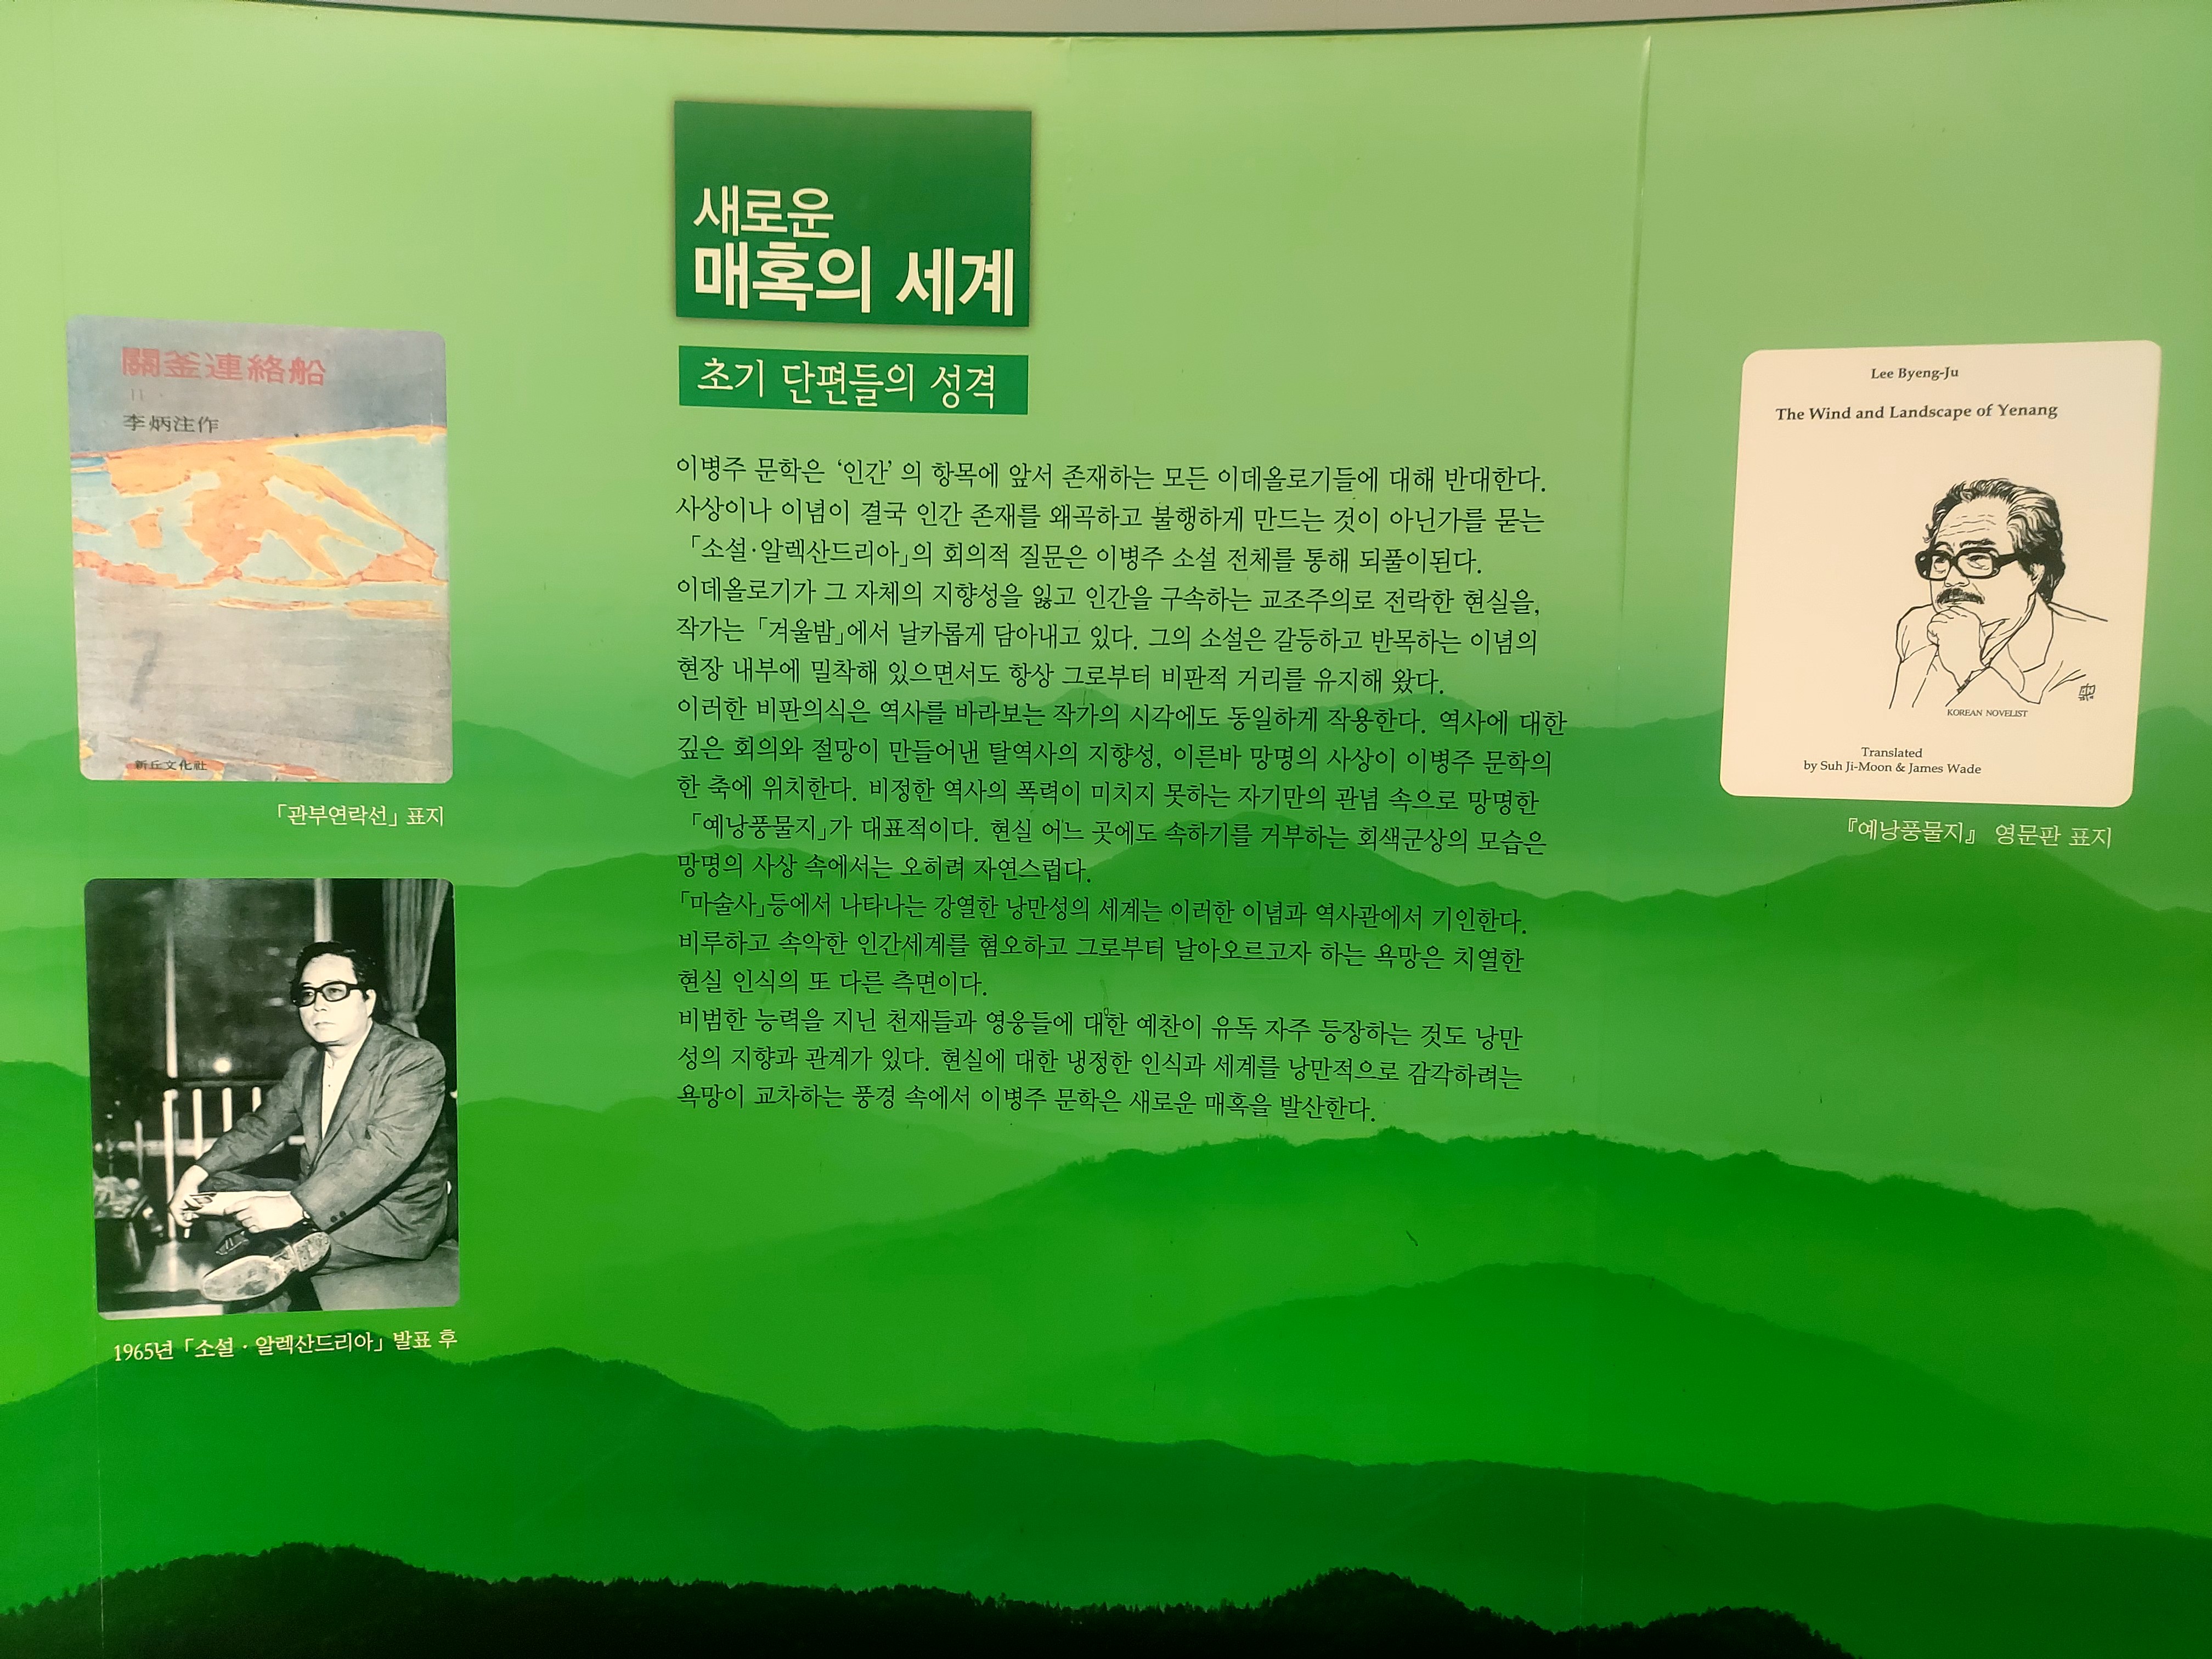 새로운
매혹의 세계
초기 단편들의 성격
이병주 문학은 ‘인간’ 의 항목에 앞서 존재하는 모든 이데올로기들에 대해 반대한다.
사상이나 이념이 결국 인간 존재를 왜곡하고 불행하게 만드는 것이 아닌가를 묻는
「소설·알렉산드리아」의 회의적 질문은 이병주 소설 전체를 통해 되풀이된다.
이데올로기가 그 자체의 지향성을 잃고 인간을 구속하는 교조주의로 전락한 현실을,
작가는 「겨울밤」에서 날카롭게 담아내고 있다. 그의 소설은 갈등하고 반목하는 이념의
현장 내부에 밀착해 있으면서도 항상 그로부터 비판적 거리를 유지해 왔다.
이러한 비판의식은 역사를 바라보는 작가의 시각에도 동일하게 작용한다. 역사에 대한
깊은 회의와 절망이 만들어낸 탈역사의 지향성, 이른바 망명의 사상이 이병주 문학의
한 축에 위치한다. 비정한 역사의 폭력이 미치지 못하는 자기만의 관념 속으로 망명한
「예낭풍물지」가 대표적이다. 현실 어느 곳에도 속하기를 거부하는 회색군상의 모습은
망명의 사상 속에서는 오히려 자연스럽다.
「마술사」등에서 나타나는 강열한 낭만성의 세계는 이러한 이념과 역사관에서 기인한다.
비루하고 속악한 인간세계를 혐오하고 그로부터 날아오르고자 하는 욕망은 치열한
현실 인식의 또 다른 측면이다.
비범한 능력을 지닌 천재들과 영웅들에 대한 예찬이 유독 자주 등장하는 것도 낭만
성의 지향과 관계가 있다. 현실에 대한 냉정한 인식과 세계를 낭만적으로 감각하려는
욕망이 교차하는 풍경 속에서 이병주 문학은 새로운 매혹을 발산한다.
關釜連絡船
李炳注作
新丘文化社
「관부연락선」 표지
1965년 「소설 · 알렉산드리아」 발표 후
Lee Byeng-Ju
The Wind and Landscape of Yenang
KOREAN NOVELIST
Translated
by Suh Ji-Moon & James Wade
『예낭풍물지』 영문판 표지